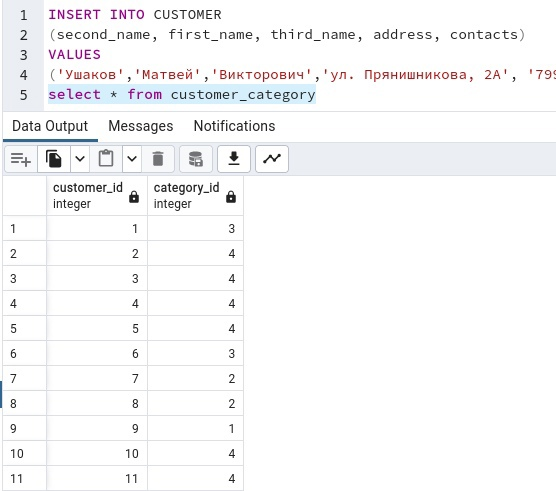 1 INSERT INTO CUSTOMER
2 (second_name, first_name, third_name, address, contacts)
3 VALUES
4 ('Ушаков','Матвей','Викторович','ул. Прянишникова, 2А', '799
5 select * from customer_category
Data Output Messages Notifications
customer_id category_id
integer integer
1 1 3
2 2 4
3 3 4
4 4 4
5 5 4
6 6 3
7 7 2
8 8 2
9 9 1
10 10 4
11 11 4